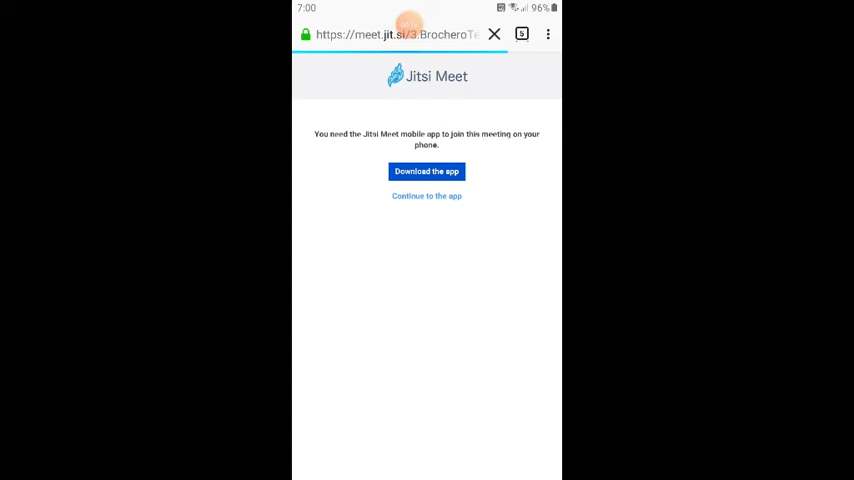 7:00
96%
https://meet.jit.si/3.BrocheroTe
5
Jitsi Meet
You need the Jitsi Meet mobile app to join this meeting on your
phone.
Download the app
Continue to the app